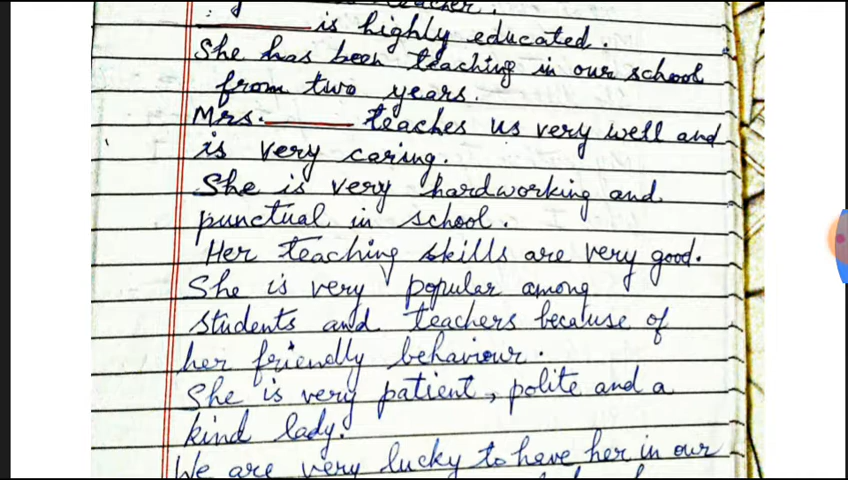 teacher.
______ is highly educated.
She has been teaching in our school
from two years.
Mrs. ______ teaches us very well and
is very caring.
She is very hardworking and
punctual in school.
Her teaching skills are very good.
She is very popular among
students and teachers because of
her friendly behaviour.
She is very patient, polite and a
kind lady.
We are very lucky to have her in our